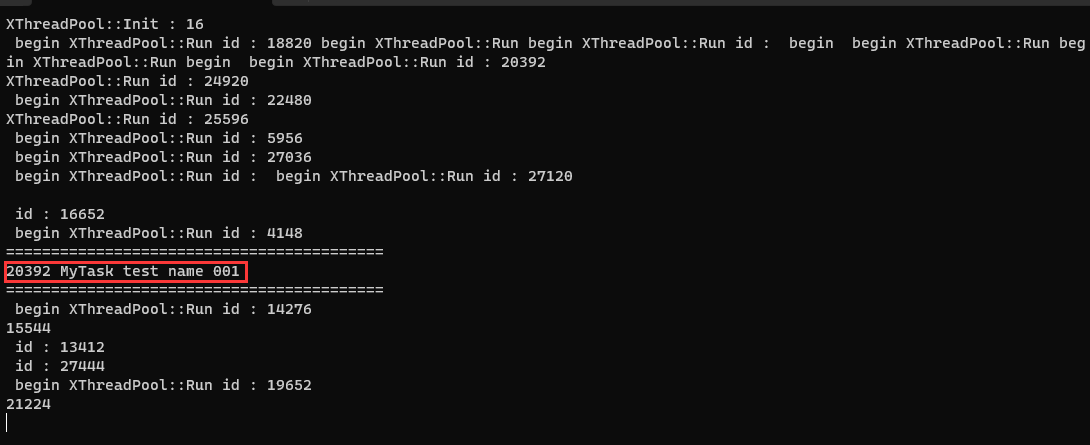 XThreadPool::Init : 16
 begin XThreadPool::Run id : 18820 begin XThreadPool::Run begin XThreadPool::Run id :  begin  begin XThreadPool::Run beg
in XThreadPool::Run begin  begin XThreadPool::Run id : 20392
XThreadPool::Run id : 24920
 begin XThreadPool::Run id : 22480
XThreadPool::Run id : 25596
 begin XThreadPool::Run id : 5956
 begin XThreadPool::Run id : 27036
 begin XThreadPool::Run id :  begin XThreadPool::Run id : 27120

 id : 16652
 begin XThreadPool::Run id : 4148
==========================================
20392 MyTask test name 001
==========================================
 begin XThreadPool::Run id : 14276
15544
 id : 13412
 id : 27444
 begin XThreadPool::Run id : 19652
21224